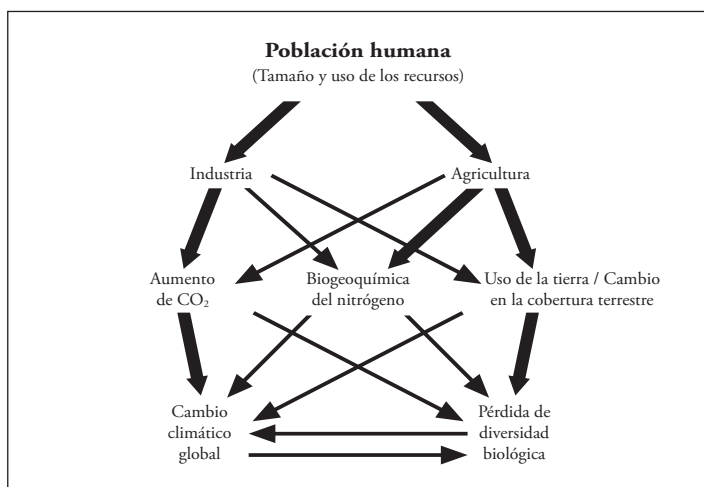 Población humana
(Tamaño y uso de los recursos)
Industria
Agricultura
Aumento
de CO₂
Biogeoquímica
del nitrógeno
Uso de la tierra / Cambio
en la cobertura terrestre
Cambio
climático
global
Pérdida de
diversidad
biológica